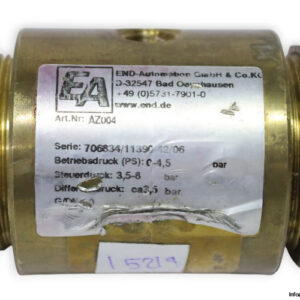 EA
END-Automation GmbH & Co.KG
D-32547 Bad Oeynhausen
+49 (0)5731-7901-0
www.end.de
Art.Nr: AZ004
Serie: 706834/11390 12/06
Betriebsdruck (PS): 0-4,5 bar
Steuerdruck: 3,5-8 bar
Differenzdruck: ca3,5 bar